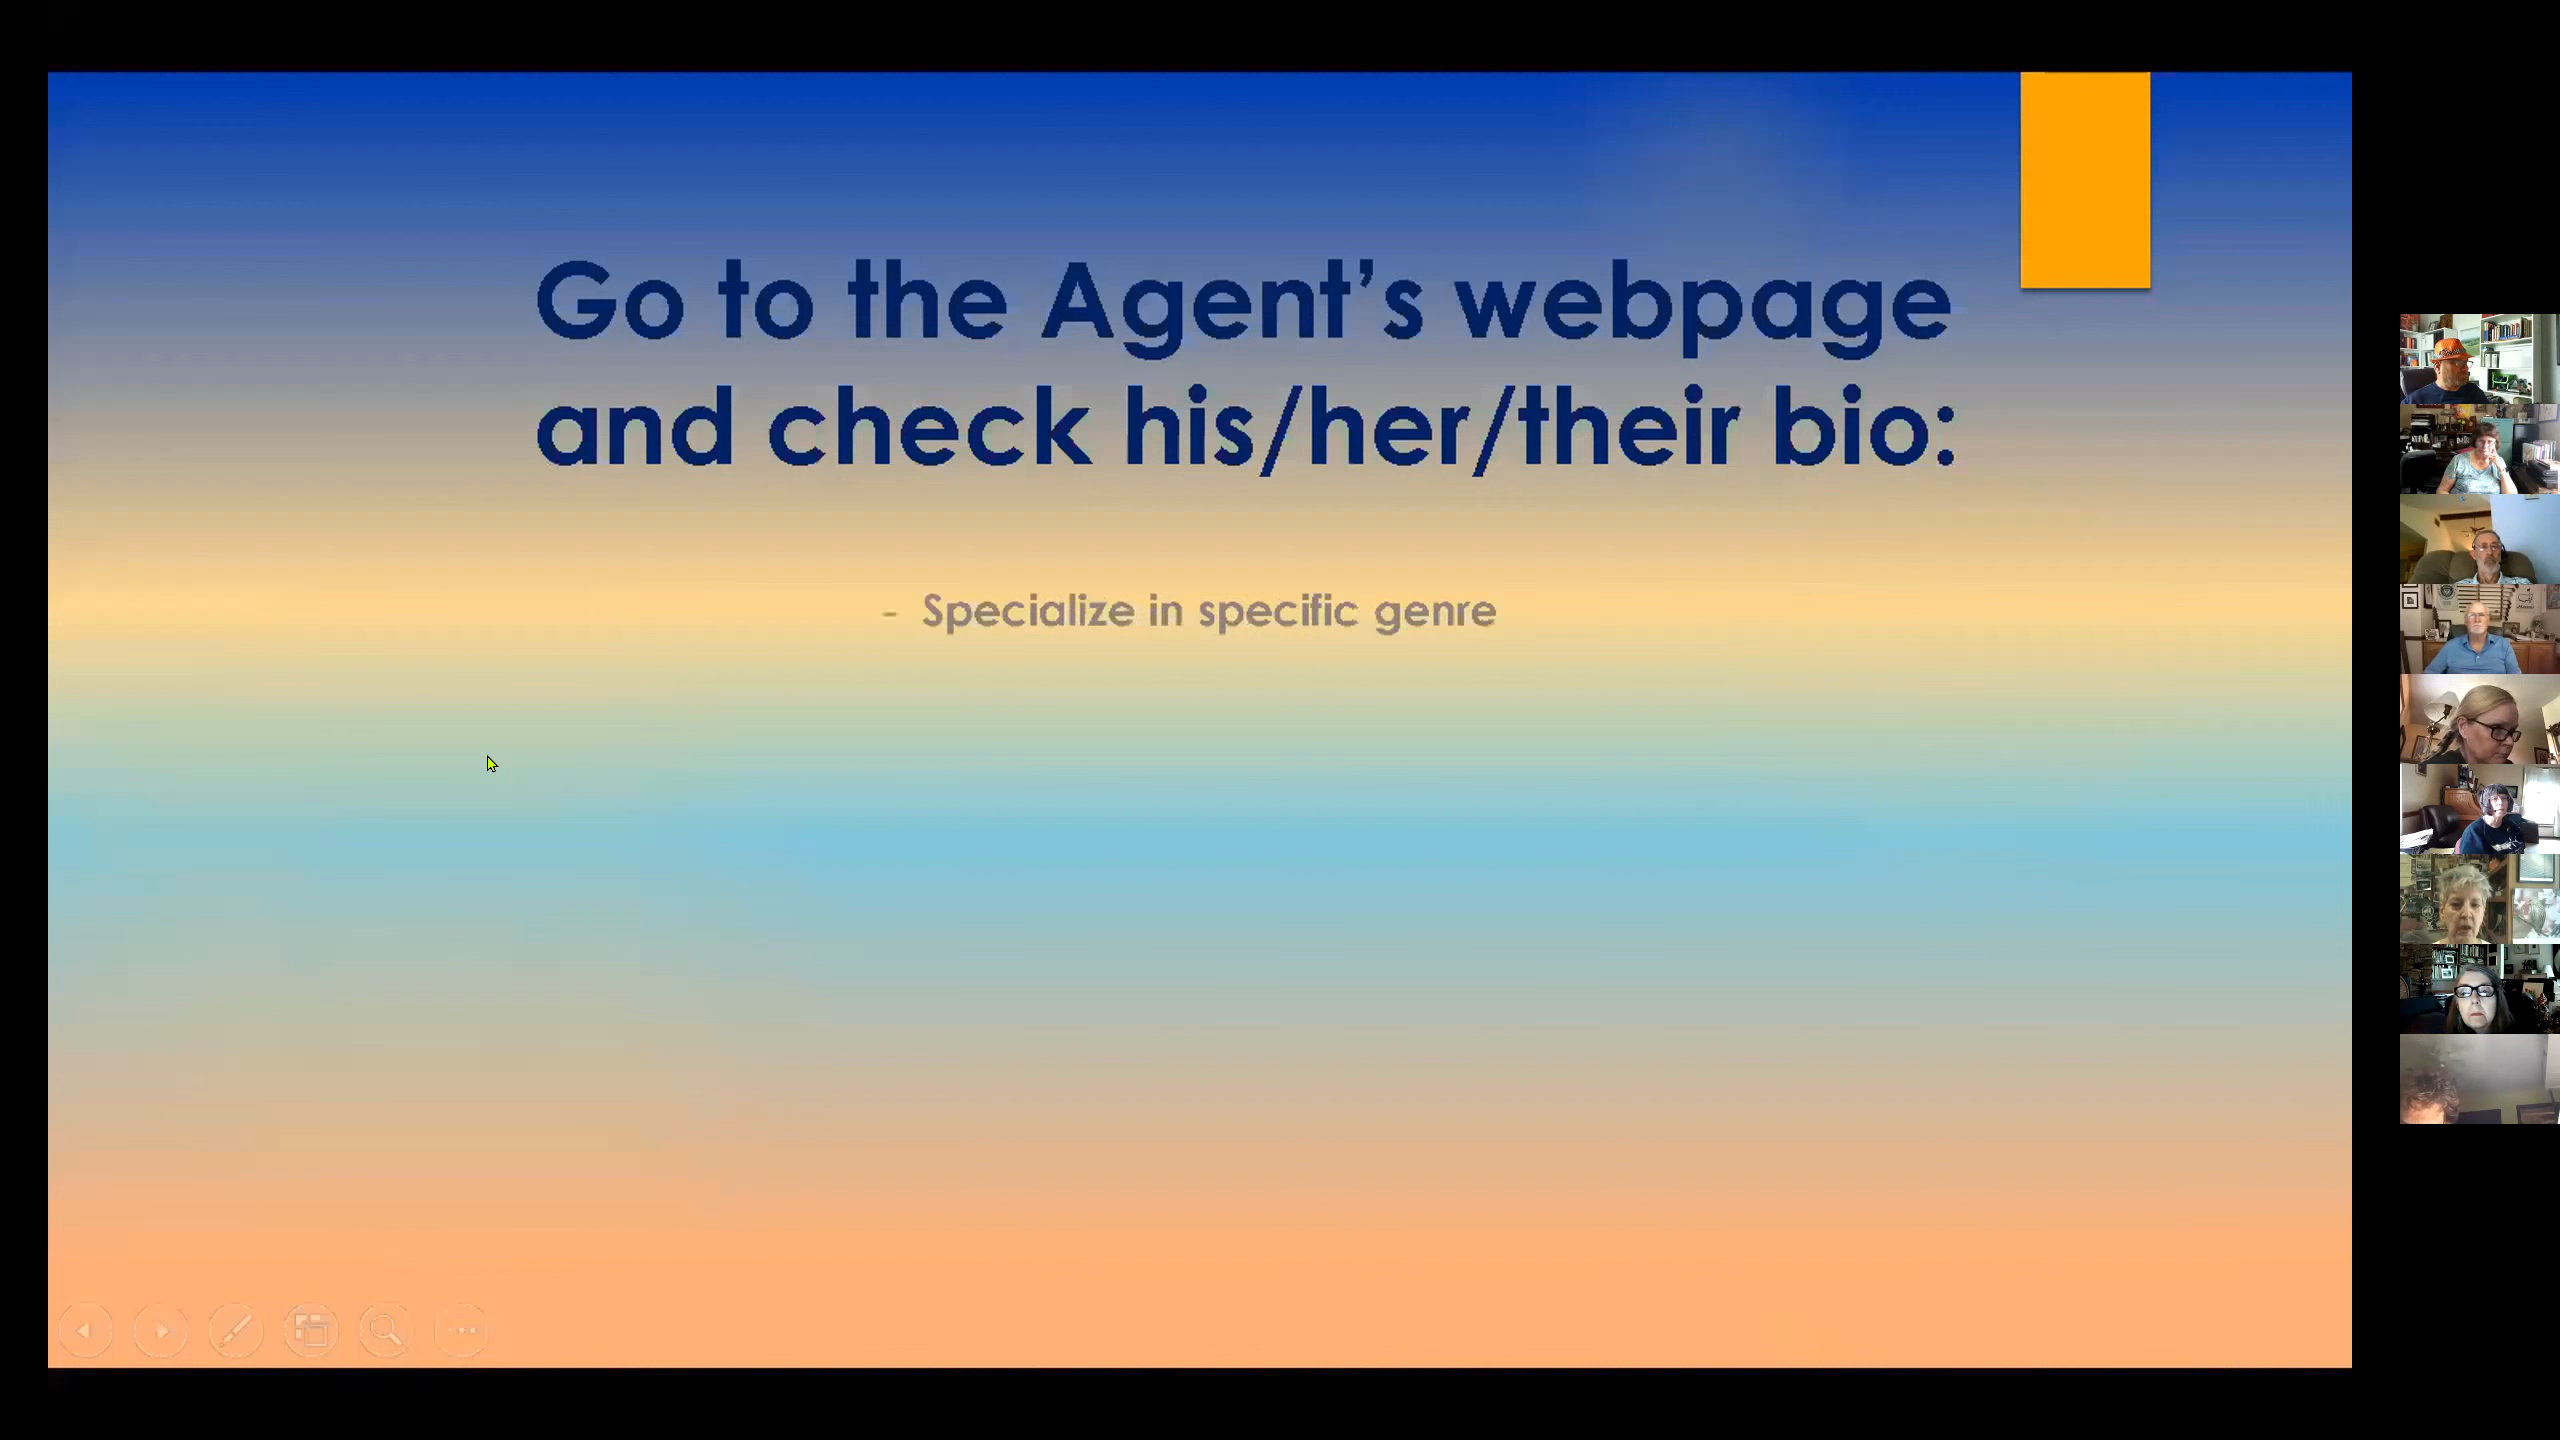 Go to the Agent’s webpage
and check his/her/their bio:
- Specialize in specific genre